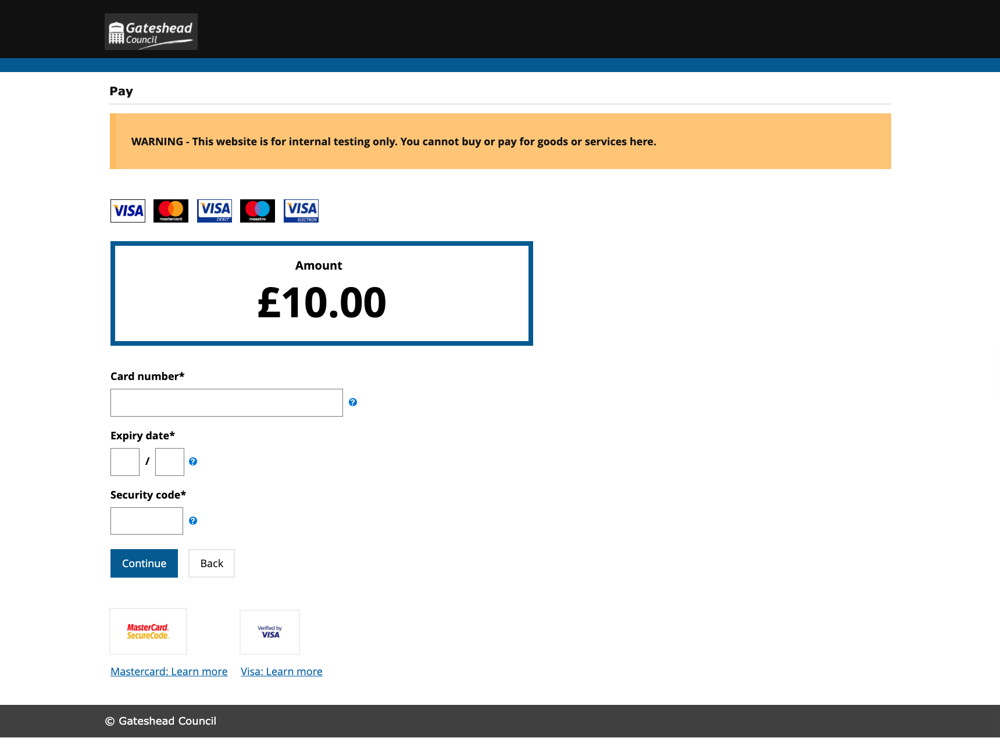 Gateshead
Council
Pay
WARNING - This website is for internal testing only. You cannot buy or pay for goods or services here.
VISA mastercard VISA DEBIT maestro VISA ELECTRON
Amount
£10.00
Card number*
?
Expiry date*
/ ?
Security code*
?
Continue Back
MasterCard. Verified by
SecureCode. VISA
Mastercard: Learn more Visa: Learn more
© Gateshead Council